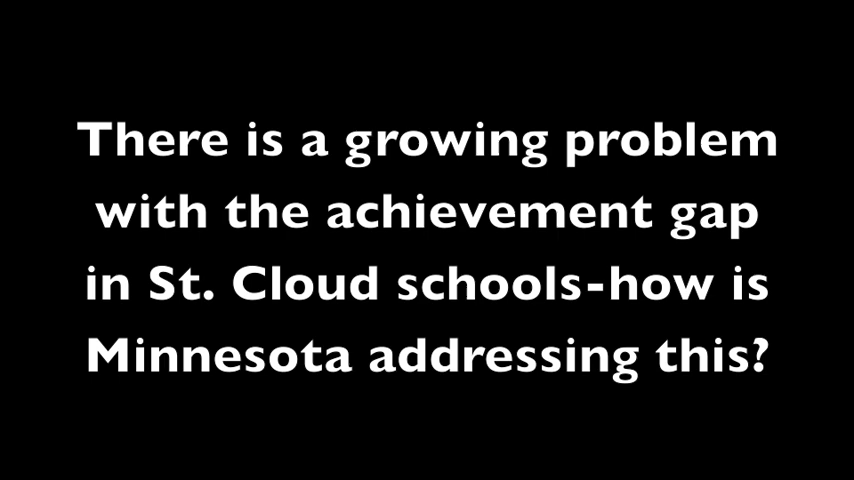 There is a growing problem
with the achievement gap
in St. Cloud schools-how is
Minnesota addressing this?